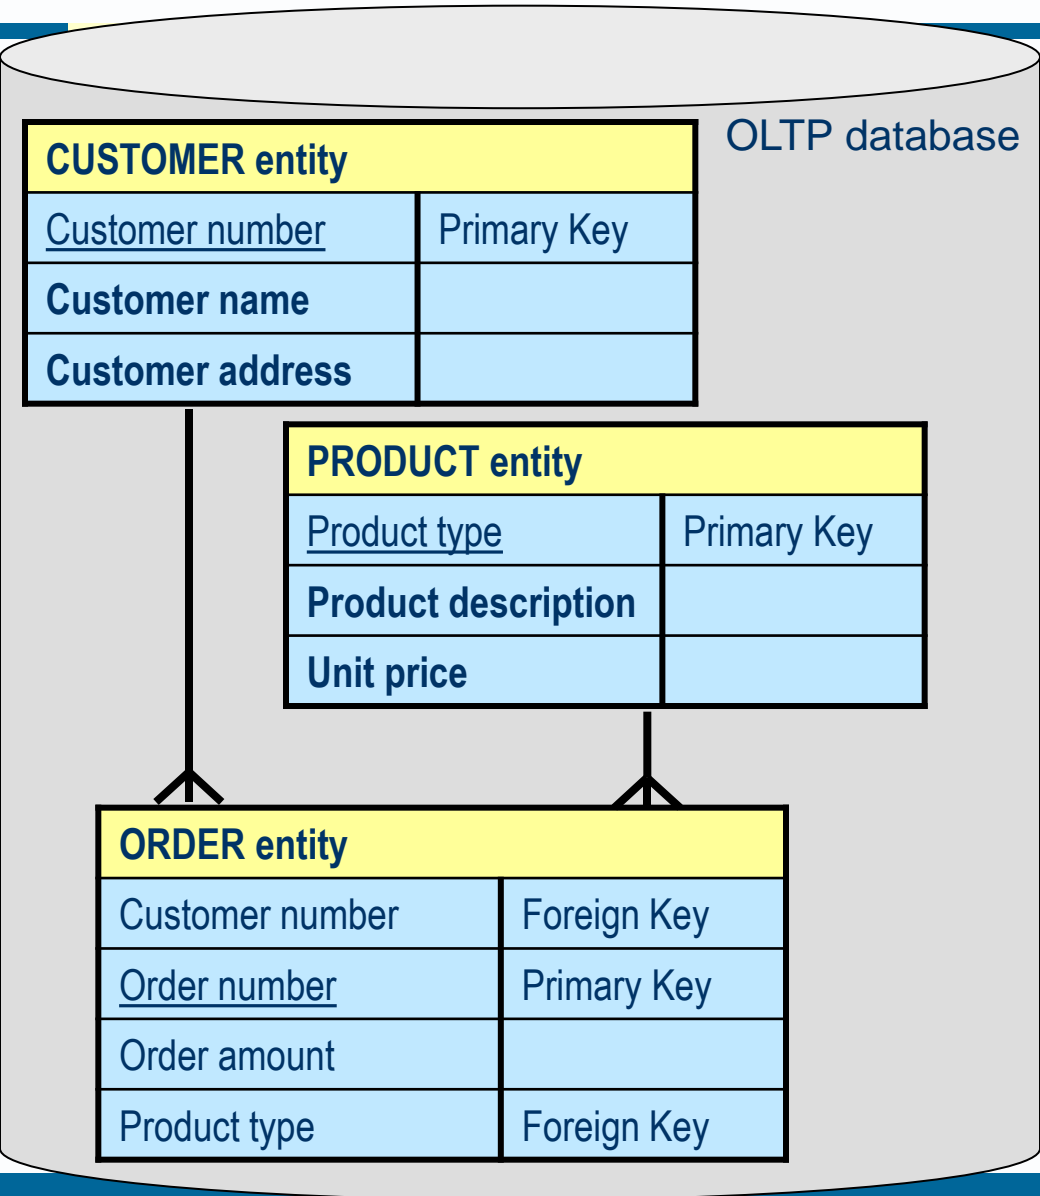 OLTP database
CUSTOMER entity
Customer number Primary Key
Customer name
Customer address
PRODUCT entity
Product type Primary Key
Product description
Unit price
ORDER entity
Customer number Foreign Key
Order number Primary Key
Order amount
Product type Foreign Key